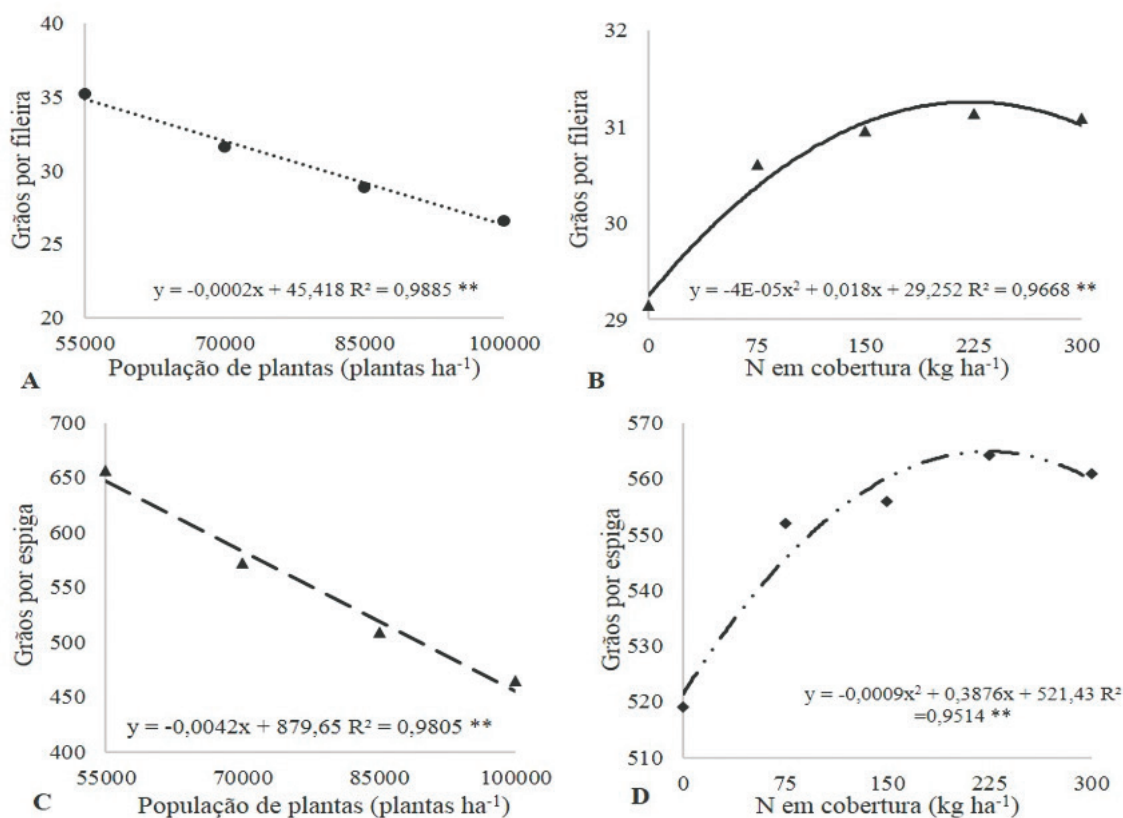 40
35
30
25
20
Grãos por fileira
y = -0,0002x + 45,418 R² = 0,9885 **
55000 70000 85000 100000
População de plantas (plantas ha⁻¹)
A
32
31
30
29
Grãos por fileira
y = -4E-05x² + 0,018x + 29,252 R² = 0,9668 **
0 75 150 225 300
N em cobertura (kg ha⁻¹)
B
700
650
600
550
500
450
400
Grãos por espiga
y = -0,0042x + 879,65 R² = 0,9805 **
55000 70000 85000 100000
População de plantas (plantas ha⁻¹)
C
570
560
550
540
530
520
510
Grãos por espiga
y = -0,0009x² + 0,3876x + 521,43 R²
=0,9514 **
0 75 150 225 300
N em cobertura (kg ha⁻¹)
D